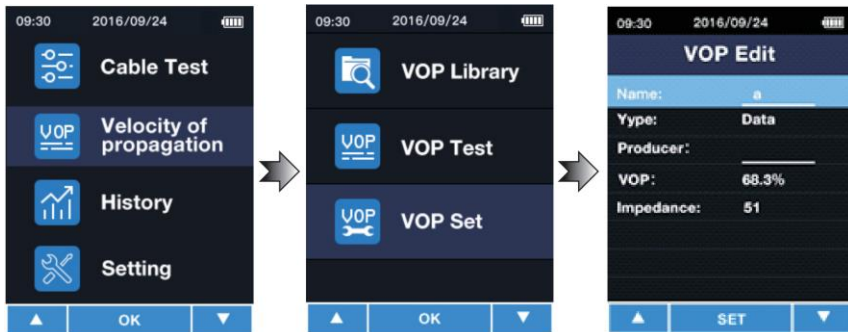 09:30 2016/09/24
Cable Test
VOP
Velocity of
propagation
History
Setting
OK
09:30 2016/09/24
VOP Library
VOP
VOP Test
VOP
VOP Set
OK
09:30 2016/09/24
VOP Edit
Name: a
Yype: Data
Producer:
VOP: 68.3%
Impedance: 51
SET